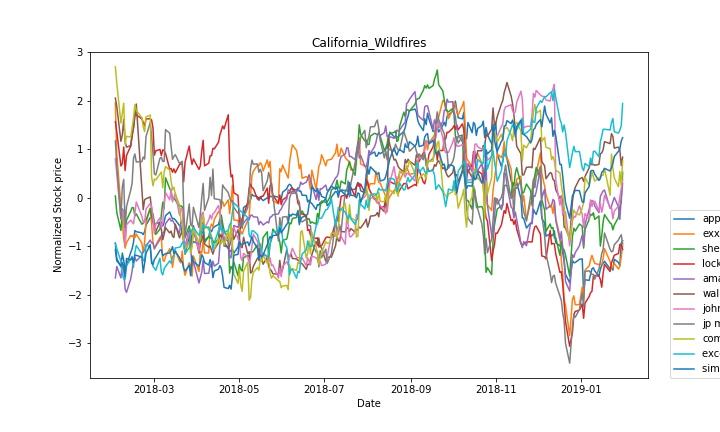 California_Wildfires
Normalized Stock price
3
2
1
0
−1
−2
−3
2018-03 2018-05 2018-07 2018-09 2018-11 2019-01
Date
app
exx
she
lock
ama
wal
john
jp m
com
exc
sim